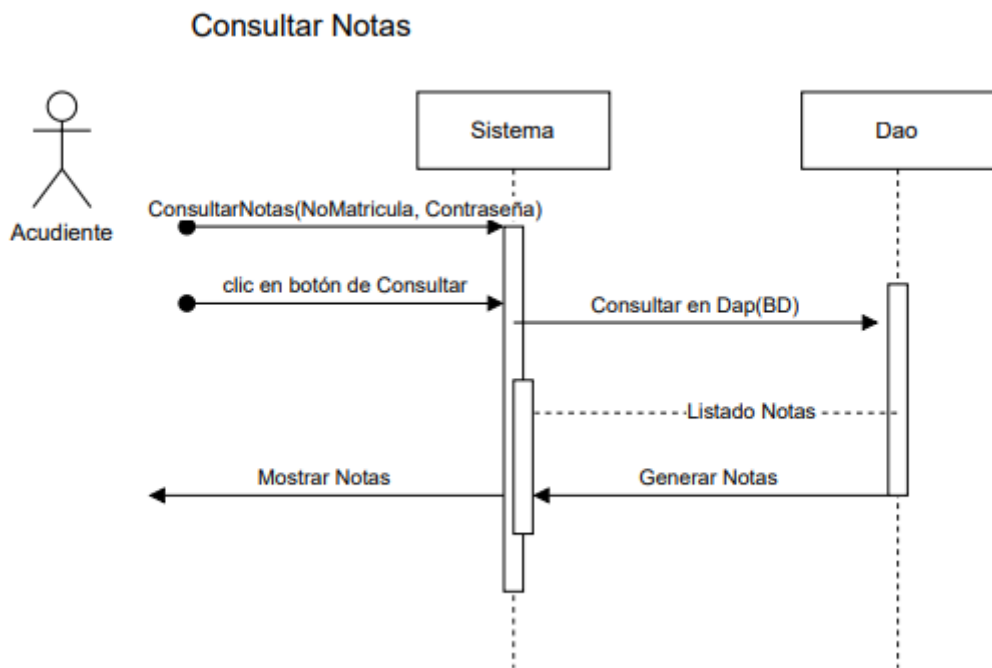 Consultar Notas
Sistema
Dao
Acudiente
ConsultarNotas(NoMatricula, Contraseña)
clic en botón de Consultar
Consultar en Dap(BD)
Listado Notas
Mostrar Notas
Generar Notas